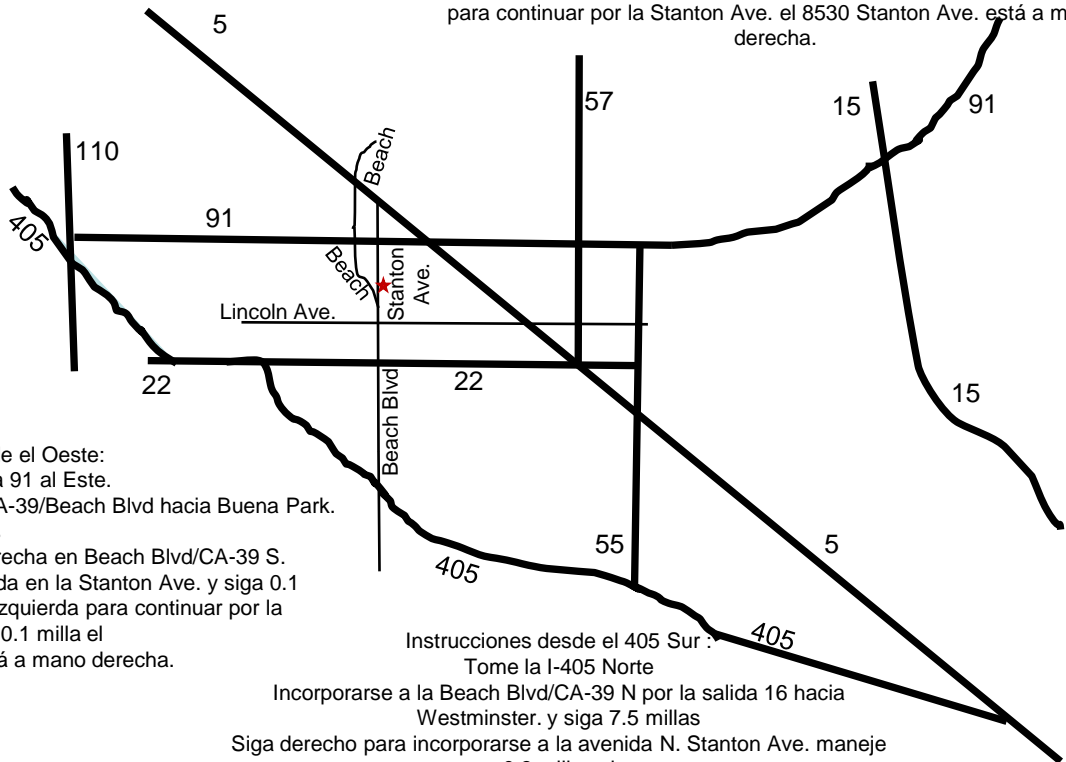 para continuar por la Stanton Ave. el 8530 Stanton Ave. está a m
derecha.
5
57
15
91
110
Beach
405
91
Beach
Stanton
Ave.
Lincoln Ave.
22
22
Beach Blvd
15
e el Oeste:
a 91 al Este.
A-39/Beach Blvd hacia Buena Park.
recha en Beach Blvd/CA-39 S.
da en la Stanton Ave. y siga 0.1
izquierda para continuar por la
0.1 milla el
á a mano derecha.
55
5
405
405
Instrucciones desde el 405 Sur :
Tome la I-405 Norte
Incorporarse a la Beach Blvd/CA-39 N por la salida 16 hacia
Westminster. y siga 7.5 millas
Siga derecho para incorporarse a la avenida N. Stanton Ave. maneje